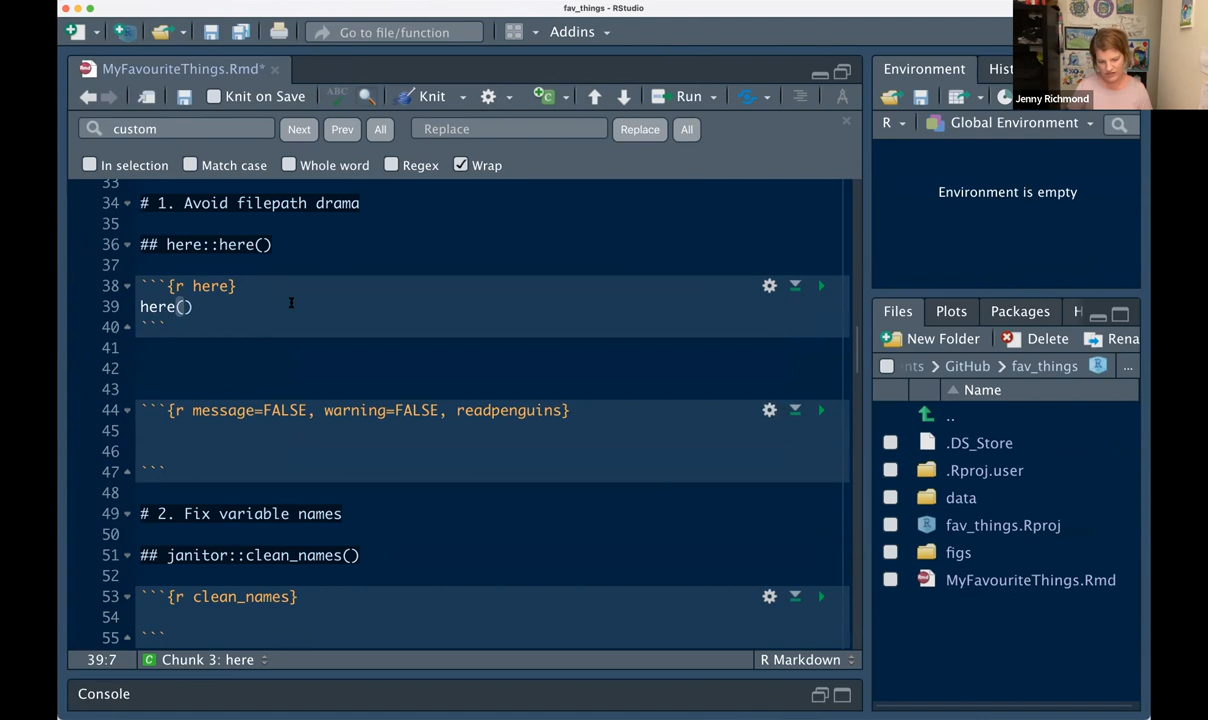 fav_things - RStudio
Go to file/function
Addins
MyFavouriteThings.Rmd*
Knit on Save
ABC
Knit
Run
custom
Next
Prev
All
Replace
Replace
All
In selection
Match case
Whole word
Regex
Wrap
33
34 # 1. Avoid filepath drama
35
36 ## here::here()
37
38 ```{r here}
39 here()
40 ```
41
42
43
44 ```{r message=FALSE, warning=FALSE, readpenguins}
45
46
47 ```
48
49 # 2. Fix variable names
50
51 ## janitor::clean_names()
52
53 ```{r clean_names}
54
55 ```
39:7
Chunk 3: here
R Markdown
Console
Jenny Richmond
Environment
Hist
R
Global Environment
Environment is empty
Files
Plots
Packages
H
New Folder
Delete
Rena
nts
GitHub
fav_things
...
Name
..
.DS_Store
.Rproj.user
data
fav_things.Rproj
figs
MyFavouriteThings.Rmd